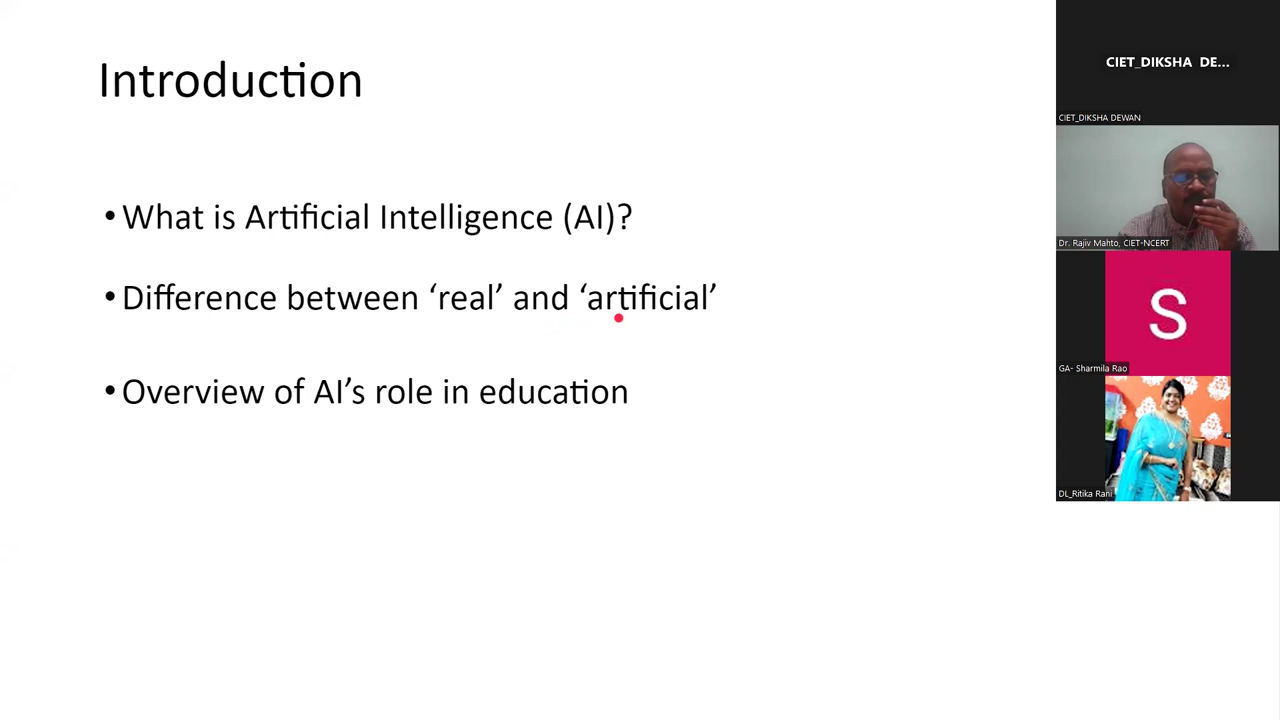 Introduction
• What is Artificial Intelligence (AI)?
• Difference between ‘real’ and ‘artificial’
• Overview of AI’s role in education
CIET_DIKSHA DE...
CIET_DIKSHA DEWAN
Dr. Rajiv Mahto, CIET-NCERT
S
GA- Sharmila Rao
DL_Ritika Rani